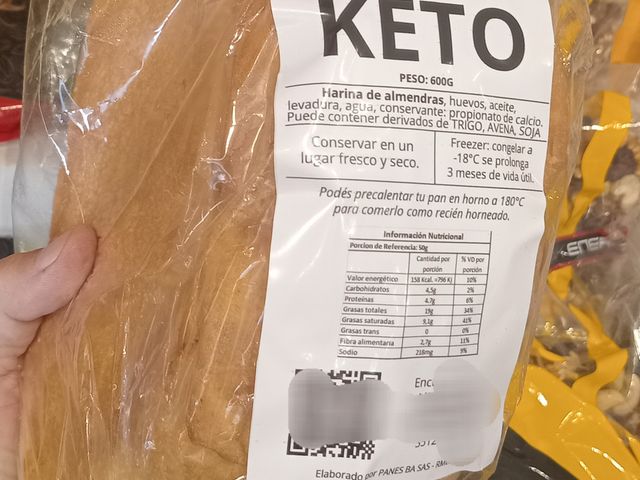 KETO
PESO: 600G
Harina de almendras, huevos, aceite,
levadura, agua, conservante: propionato de calcio.
Puede contener derivados de TRIGO, AVENA, SOJA
Conservar en un
lugar fresco y seco.
Freezer: congelar a
-18°C se prolonga
3 meses de vida útil.
Podés precalentar tu pan en horno a 180°C
para comerlo como recién horneado.
Información Nutricional
Porcion de Referencia: 50g
Cantidad por porción % VD por porción
Valor energético 158 Kcal. =796 Kj 10%
Carbohidratos 4,5g 2%
Proteínas 4.7g 6%
Grasas totales 19g 34%
Grasas saturadas 9,1g 41%
Grasas trans 0 0%
Fibra alimentaria 2,7g 11%
Sodio 218mg 9%
Elaborado por PANES BA SAS -